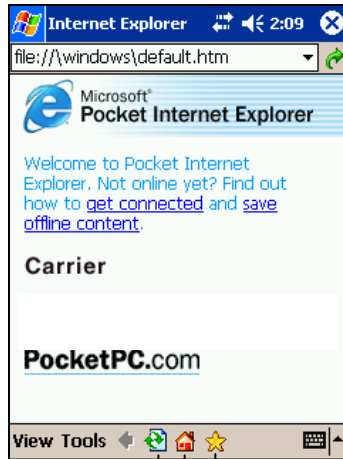 Internet Explorer 2:09
file://\windows\default.htm
Microsoft®
Pocket Internet Explorer
Welcome to Pocket Internet
Explorer. Not online yet? Find out
how to get connected and save
offline content.
Carrier
PocketPC.com
View Tools